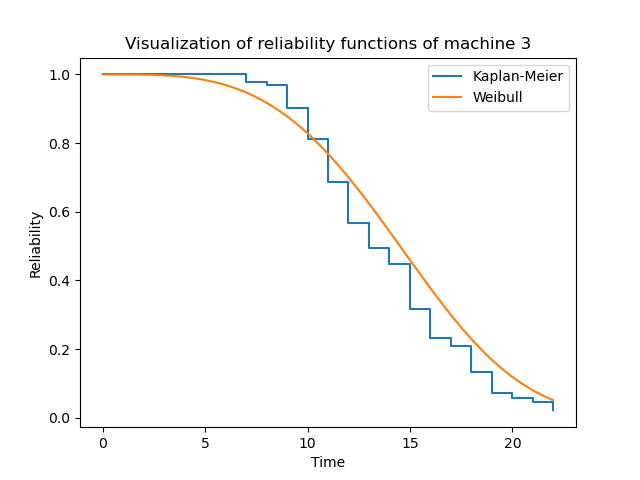 Visualization of reliability functions of machine 3
Kaplan-Meier
Weibull
1.0
0.8
0.6
0.4
0.2
0.0
Reliability
0 5 10 15 20
Time